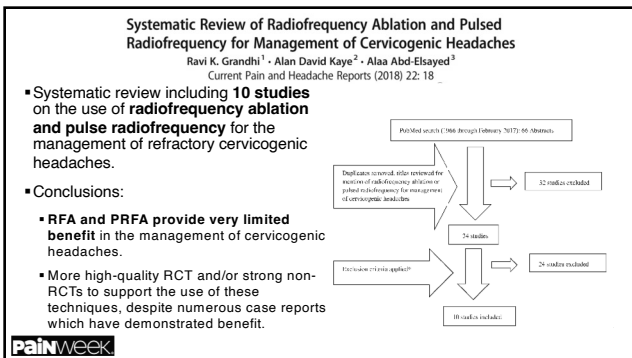 Systematic Review of Radiofrequency Ablation and Pulsed
Radiofrequency for Management of Cervicogenic Headaches
Ravi K. Grandhi¹ · Alan David Kaye² · Alaa Abd-Elsayed³
Current Pain and Headache Reports (2018) 22: 18
▪ Systematic review including 10 studies
on the use of radiofrequency ablation
and pulse radiofrequency for the
management of refractory cervicogenic
headaches.
▪ Conclusions:
▪ RFA and PRFA provide very limited
benefit in the management of cervicogenic
headaches.
▪ More high-quality RCT and/or strong non-
RCTs to support the use of these
techniques, despite numerous case reports
which have demonstrated benefit.
PubMed search (1966 through February 2017): 66 Abstracts
Duplicates removed, titles reviewed for
mention of radiofrequency ablation or
pulsed radiofrequency for management
of cervicogenic headaches
32 studies excluded
34 studies
Exclusion criteria applied*
24 studies excluded
10 studies included
PaiNWEEK.